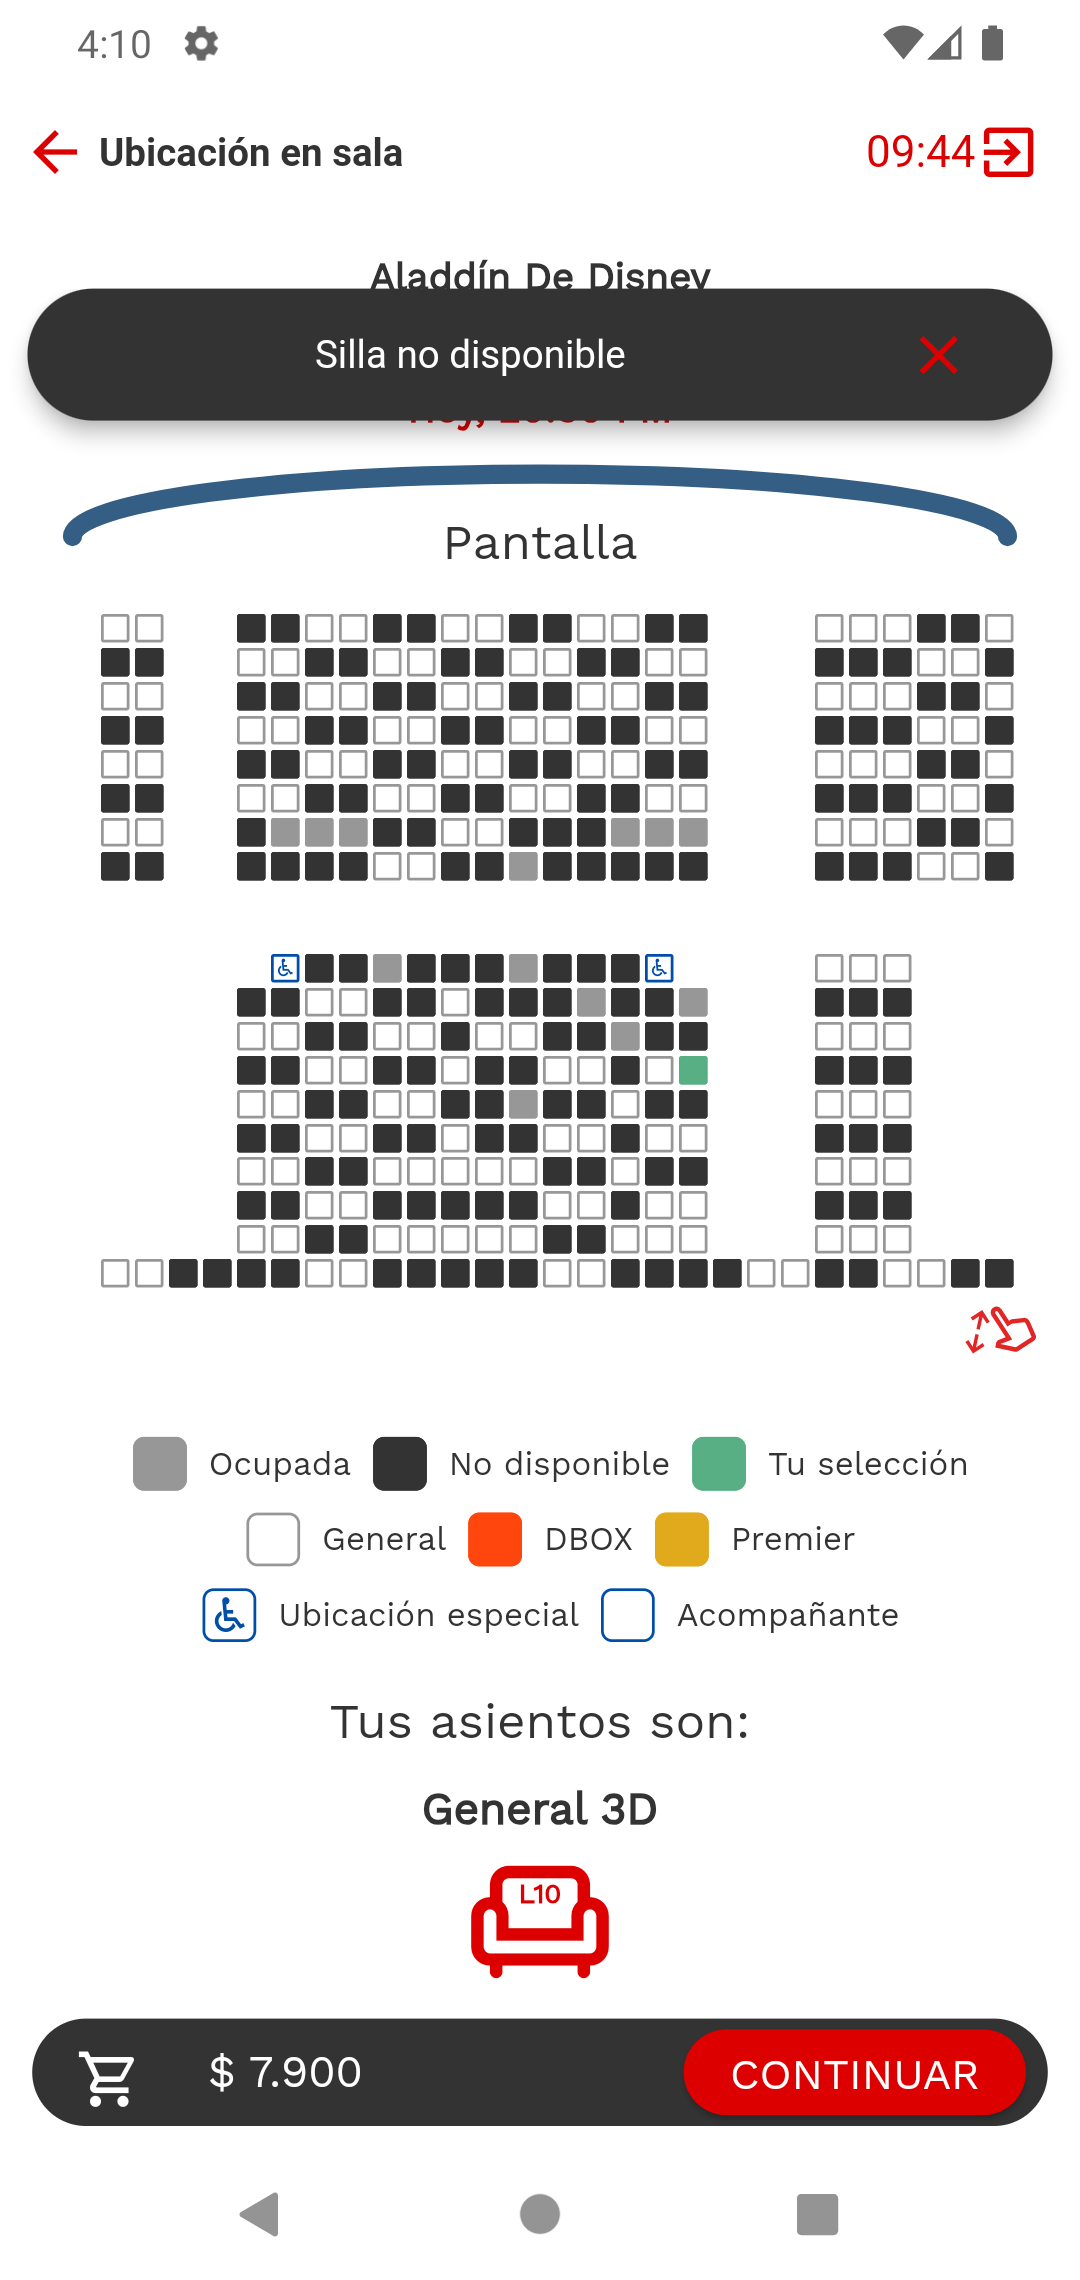 4:10
Ubicación en sala
09:44
Aladdín De Disney
Silla no disponible
Pantalla
Ocupada
No disponible
Tu selección
General
DBOX
Premier
Ubicación especial
Acompañante
Tus asientos son:
General 3D
L10
$ 7.900
CONTINUAR